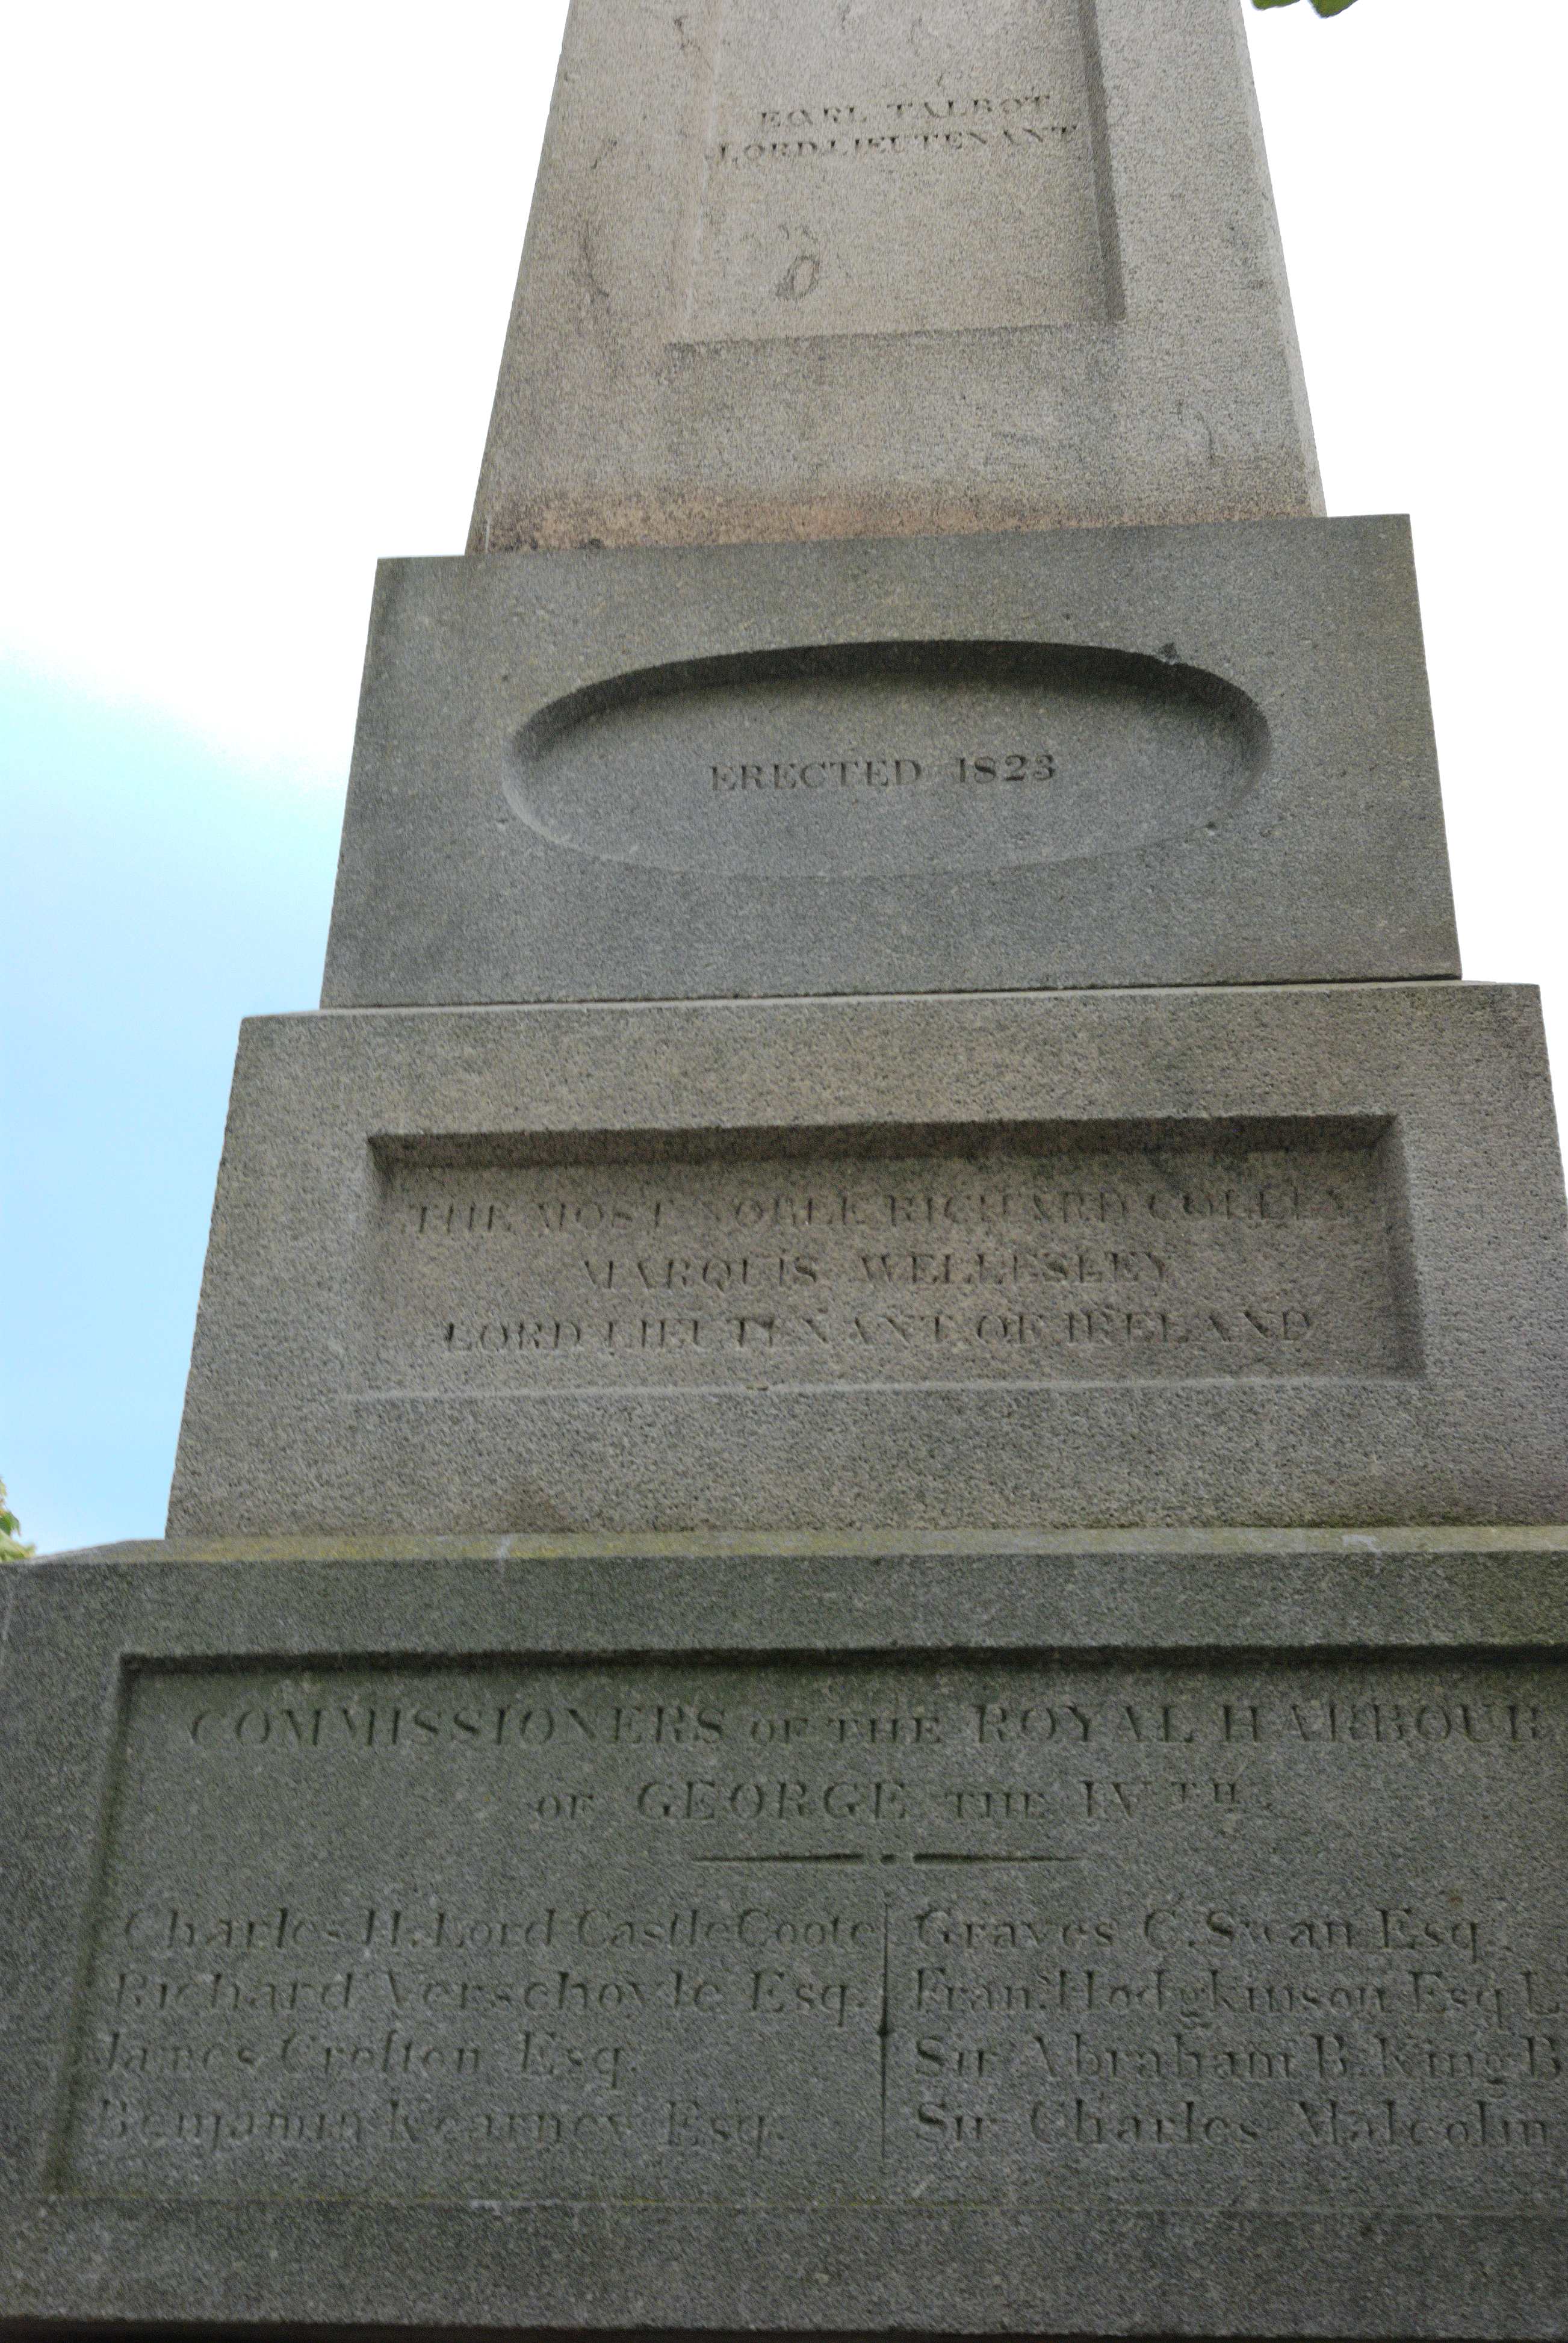 EARL TALBOT
LORD LIEUTENANT
ERECTED 1823
THE MOST NOBLE RICHARD COLLEY
MARQUIS WELLESLEY
LORD LIEUTENANT OF IRELAND
COMMISSIONERS OF THE ROYAL HARBOUR
OF GEORGE THE IVTH
Charles H. Lord Castle Coote
Richard Verschoyle Esq.
James Crofton Esq.
Benjamin Kearney Esq.
Graves C. Swan Esq.
Fran. Hodgkinson Esq L
Sir Abraham B. King B
Sir Charles Malcolm